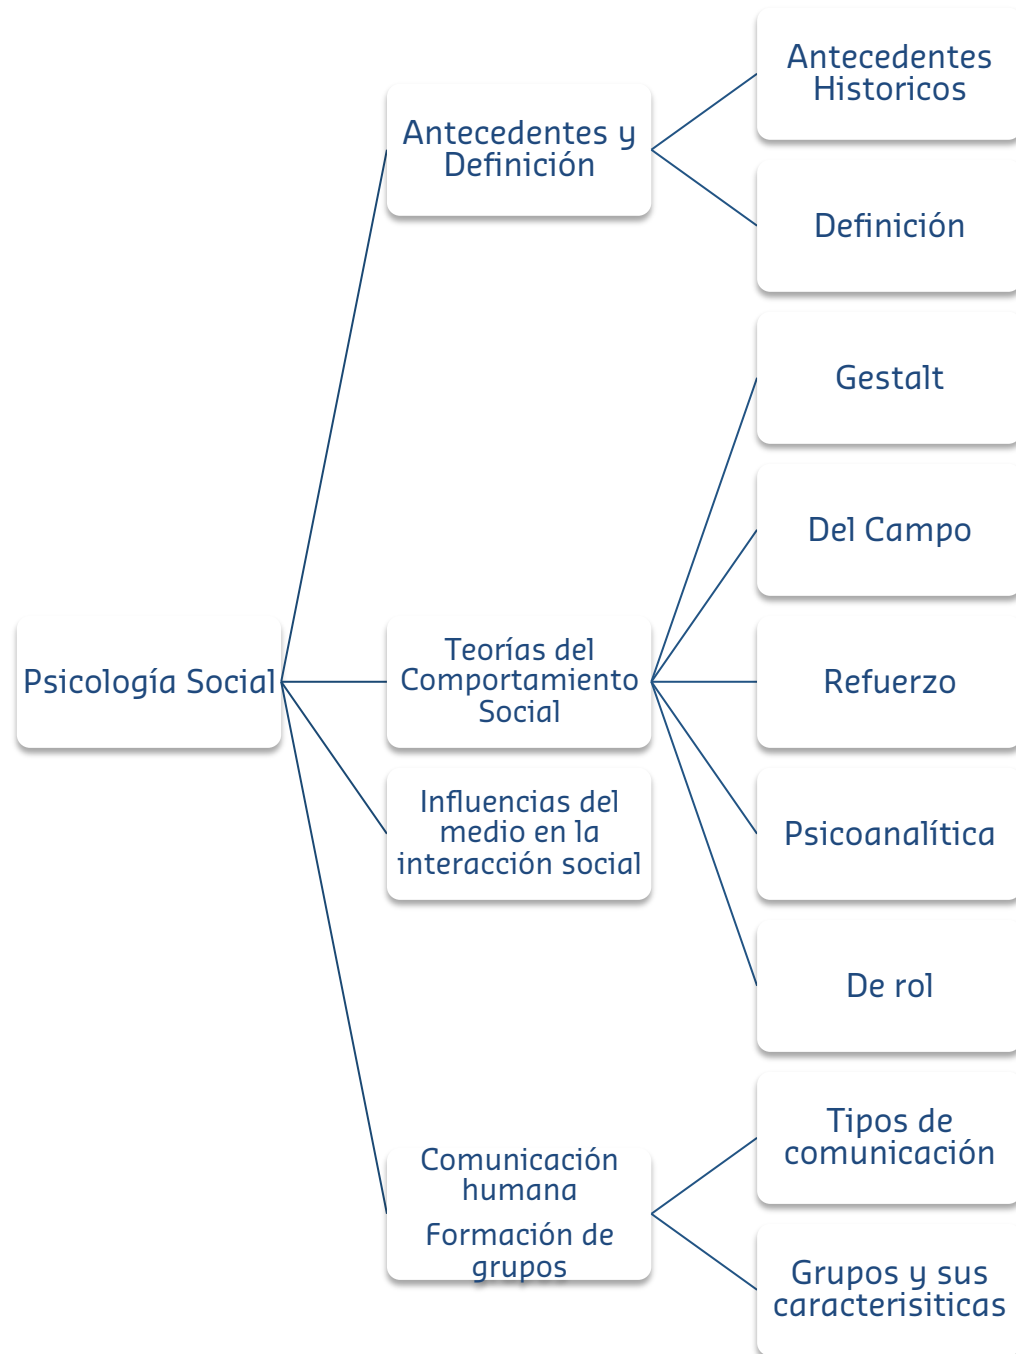 Psicología Social
Antecedentes y
Definición
Antecedentes
Historicos
Definición
Teorías del
Comportamiento
Social
Gestalt
Del Campo
Refuerzo
Psicoanalítica
De rol
Influencias del
medio en la
interacción social
Comunicación
humana
Formación de
grupos
Tipos de
comunicación
Grupos y sus
caracterisiticas